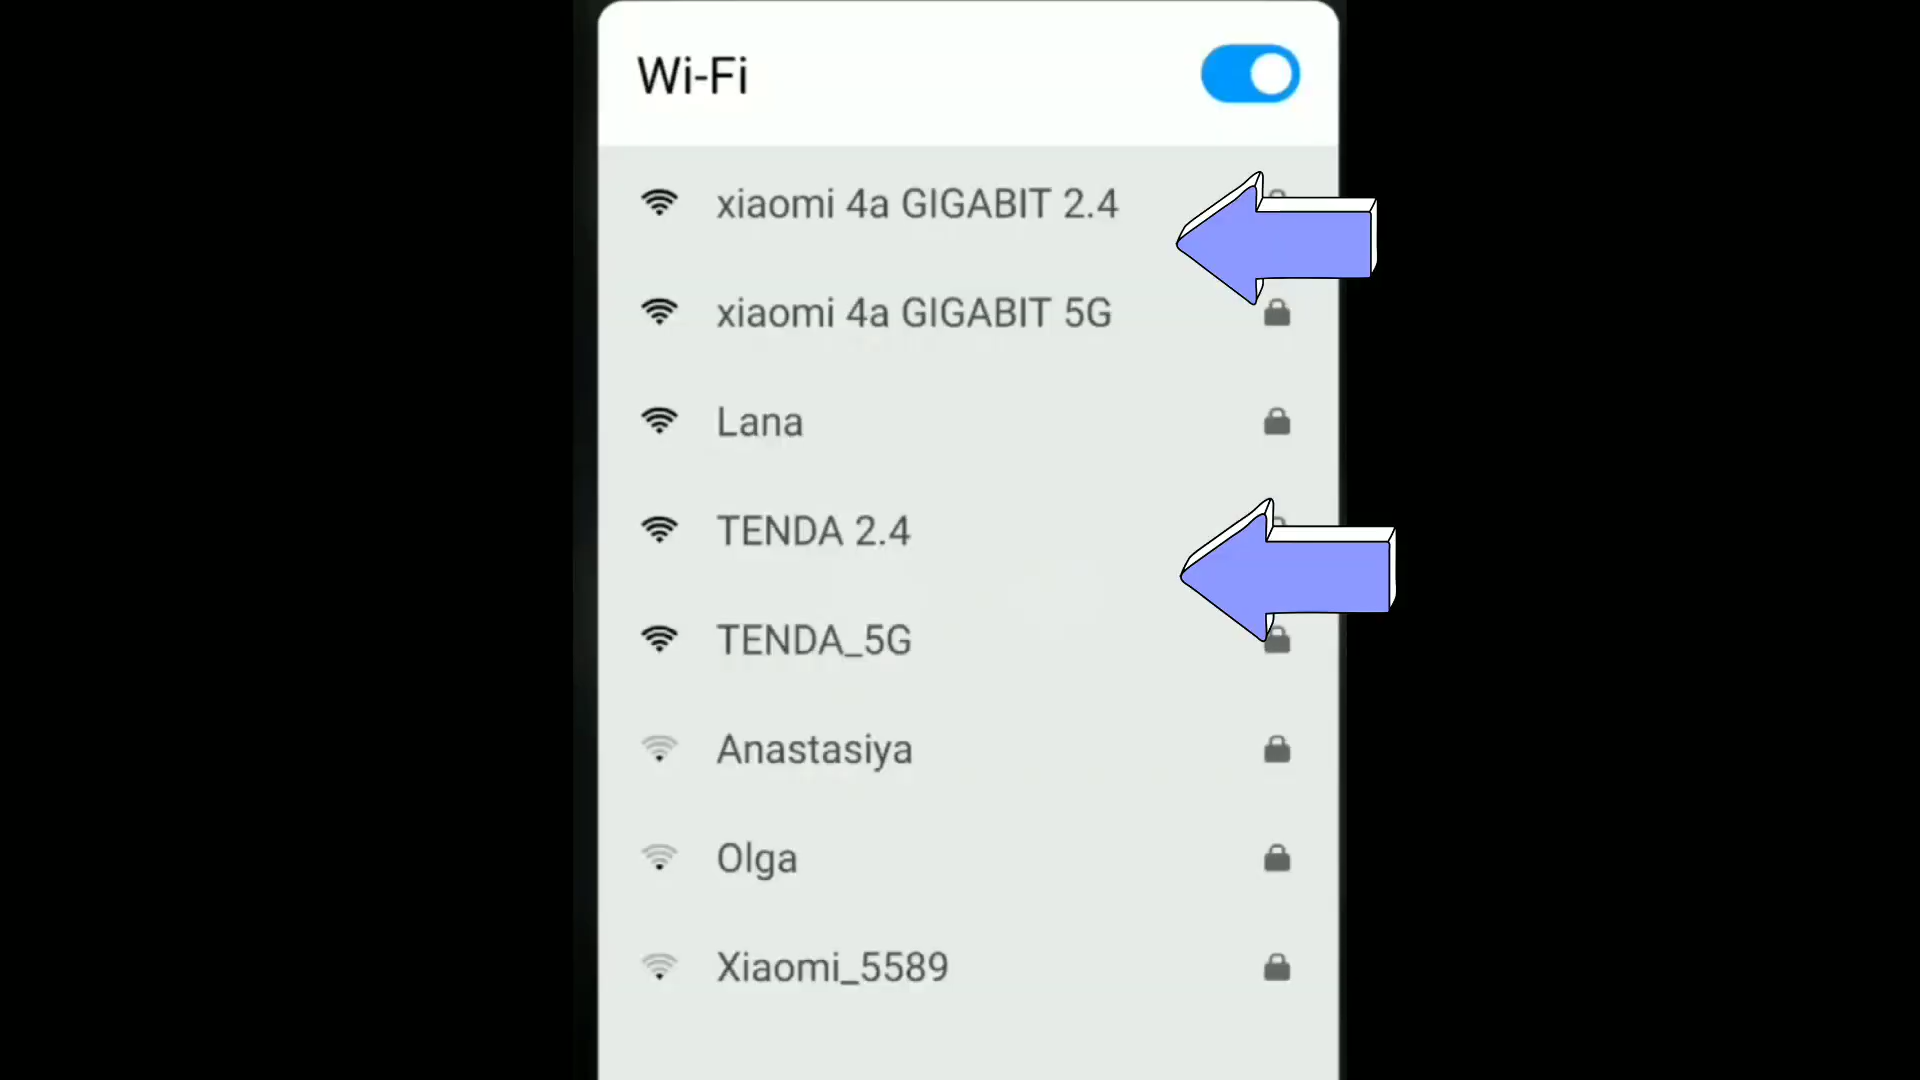 Wi-Fi
xiaomi 4a GIGABIT 2.4
xiaomi 4a GIGABIT 5G
Lana
TENDA 2.4
TENDA_5G
Anastasiya
Olga
Xiaomi_5589